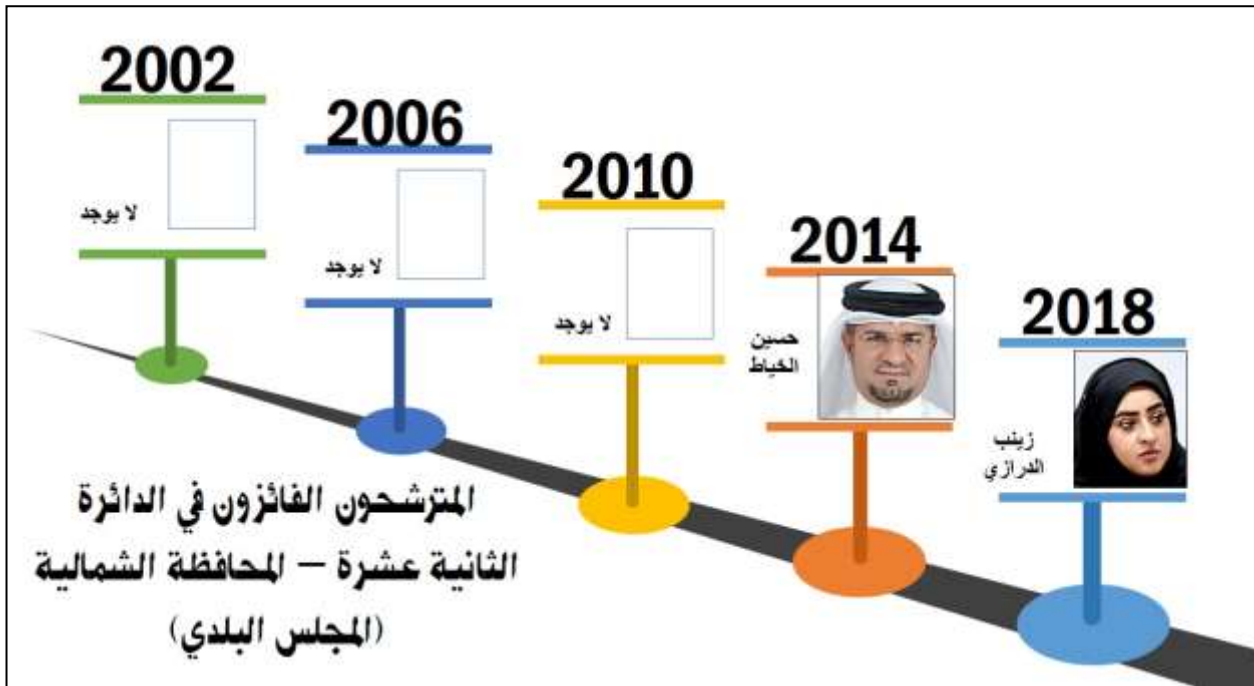 2002
لا يوجد
2006
لا يوجد
2010
لا يوجد
2014
حسين
الخياط
2018
زينب
الدرازي
المترشحون الفائزون في الدائرة
الثانية عشرة – المحافظة الشمالية
(المجلس البلدي)